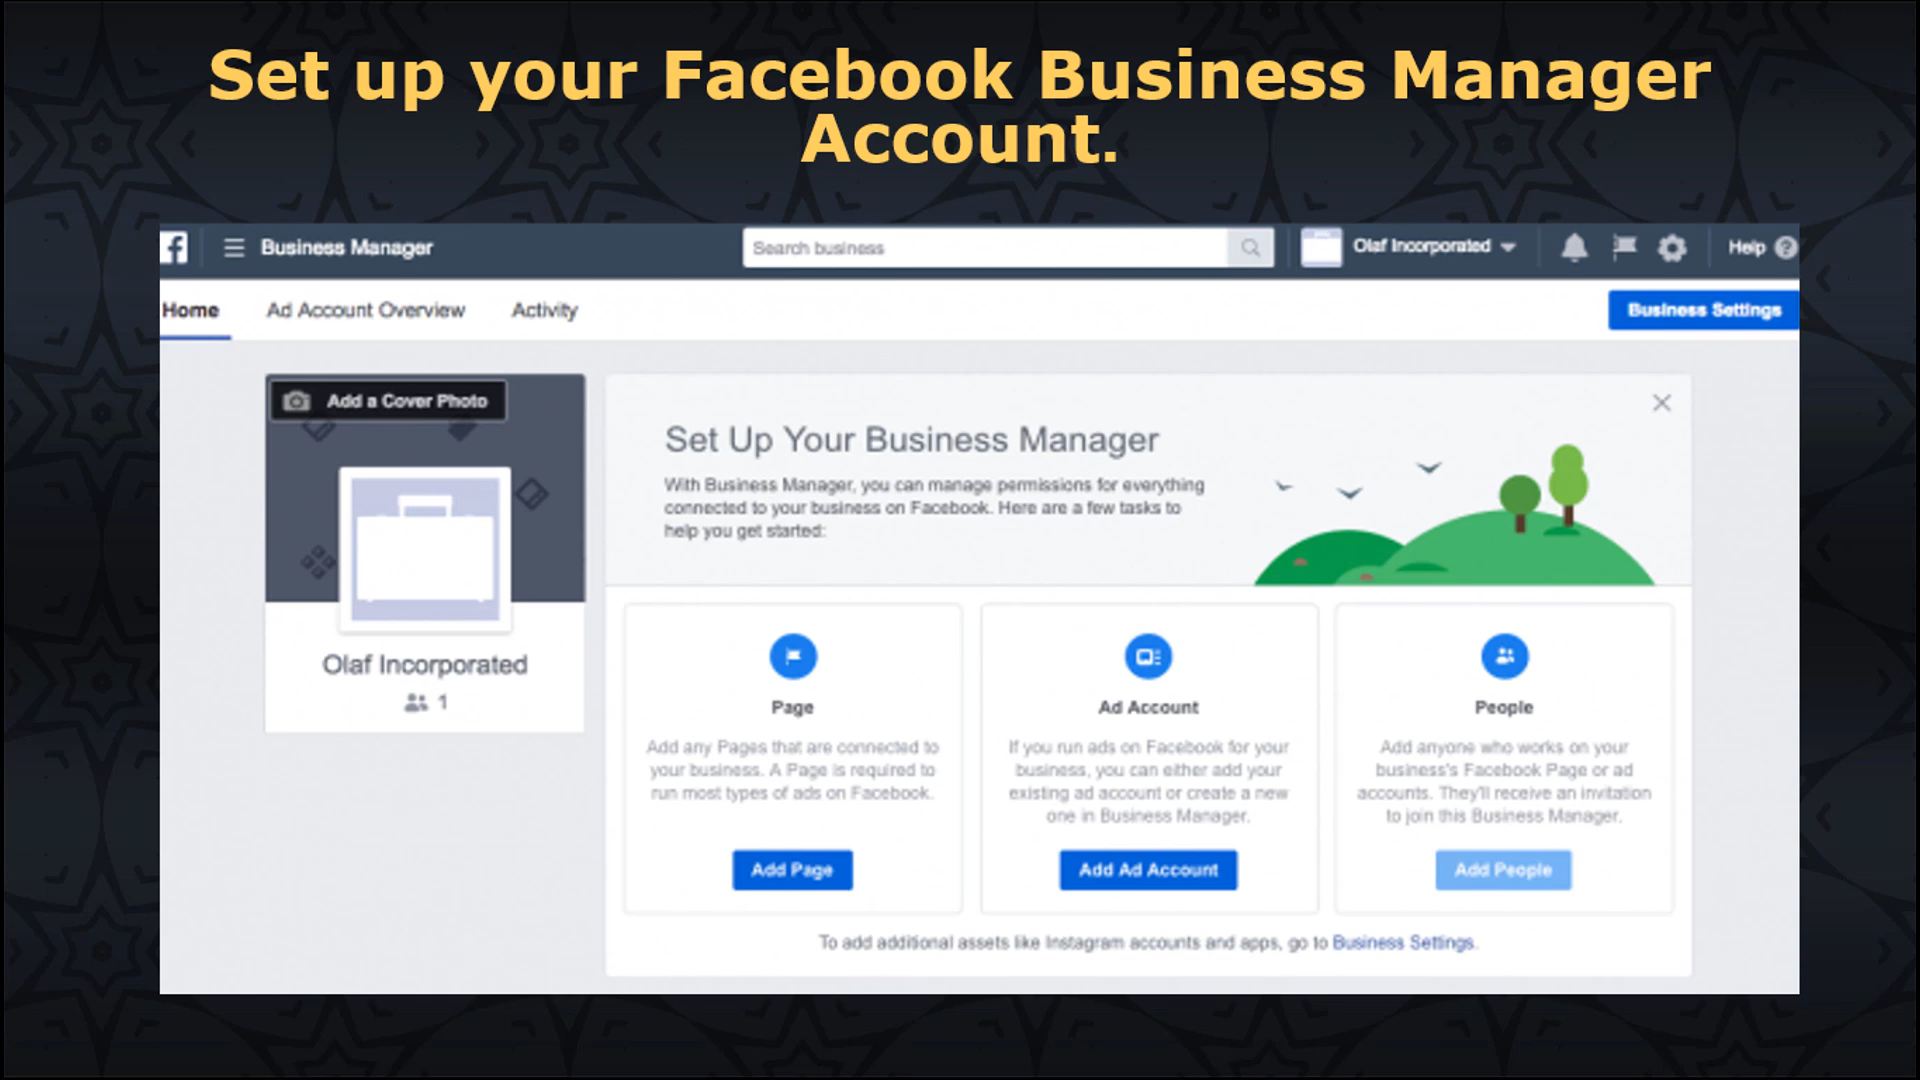 Set up your Facebook Business Manager
Account.
Business Manager
Search business
Olaf Incorporated
Help
Home
Ad Account Overview
Activity
Business Settings
Add a Cover Photo
Olaf Incorporated
1
Set Up Your Business Manager
With Business Manager, you can manage permissions for everything
connected to your business on Facebook. Here are a few tasks to
help you get started:
Page
Add any Pages that are connected to
your business. A Page is required to
run most types of ads on Facebook.
Add Page
Ad Account
If you run ads on Facebook for your
business, you can either add your
existing ad account or create a new
one in Business Manager.
Add Ad Account
People
Add anyone who works on your
business's Facebook Page or ad
accounts. They'll receive an invitation
to join this Business Manager.
Add People
To add additional assets like Instagram accounts and apps, go to Business Settings.